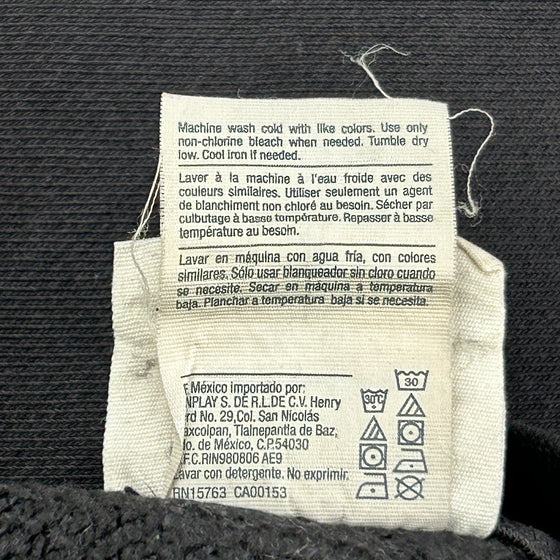 Machine wash cold with like colors. Use only
non-chlorine bleach when needed. Tumble dry
low. Cool iron if needed.
Laver à la machine à l'eau froide avec des
couleurs similaires. Utiliser seulement un agent
de blanchiment non chloré au besoin. Sécher par
culbutage à basse température. Repasser à basse
température au besoin.
Lavar en máquina con agua fría, con colores
similares. Sólo usar blanqueador sin cloro cuando
se necesite. Secar en máquina a temperatura
baja. Planchar a temperatura baja si se necesita.
México importado por:
NPLAY S. DE R.L.DE C.V. Henry
rd No. 29,Col. San Nicolás
axcolpan, Tlalnepantla de Baz,
do. de México, C.P.54030
.F.C.RIN980806 AE9
avar con detergente. No exprimir.
RN15763 CA00153
30°C
30